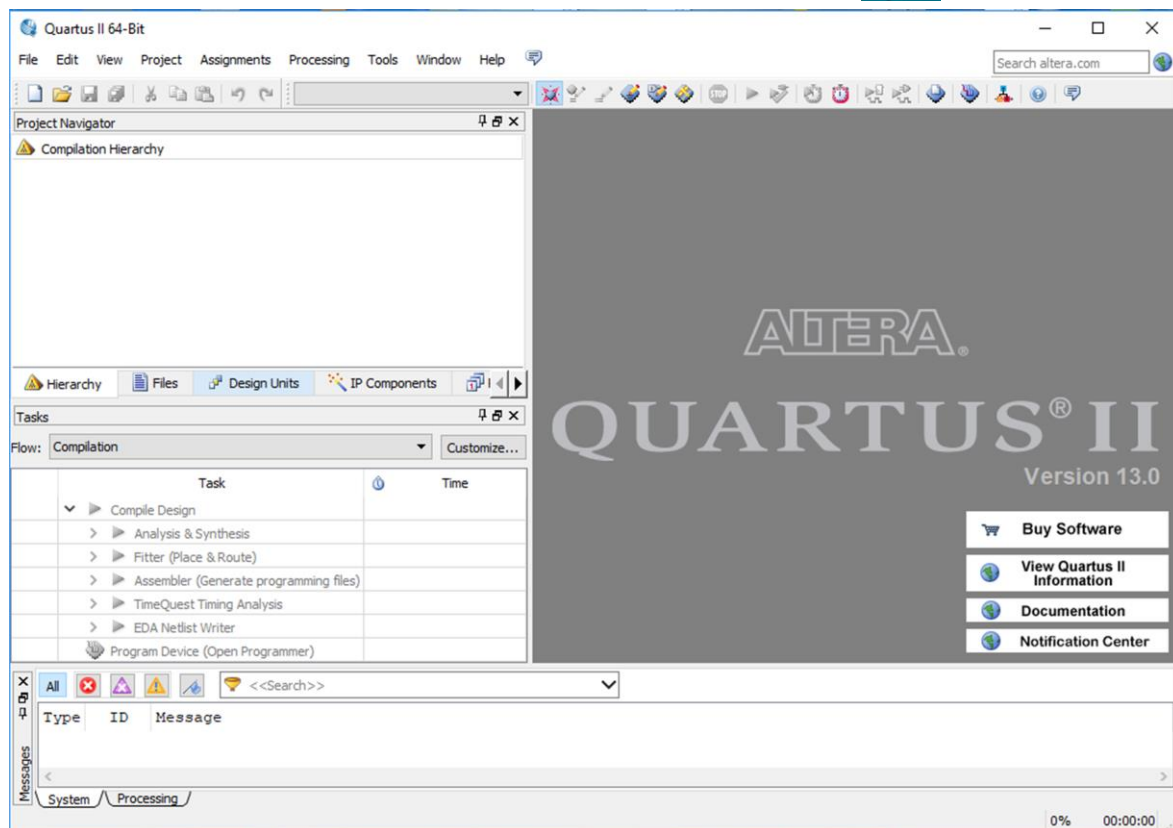 Quartus II 64-Bit
File Edit View Project Assignments Processing Tools Window Help
Search altera.com
Project Navigator
Compilation Hierarchy
Hierarchy Files Design Units IP Components
Tasks
Flow: Compilation Customize...
Task Time
Compile Design
Analysis & Synthesis
Fitter (Place & Route)
Assembler (Generate programming files)
TimeQuest Timing Analysis
EDA Netlist Writer
Program Device (Open Programmer)
ALTERA®
QUARTUS® II
Version 13.0
Buy Software
View Quartus II
Information
Documentation
Notification Center
All <<Search>>
Type ID Message
Messages
System Processing
0% 00:00:00